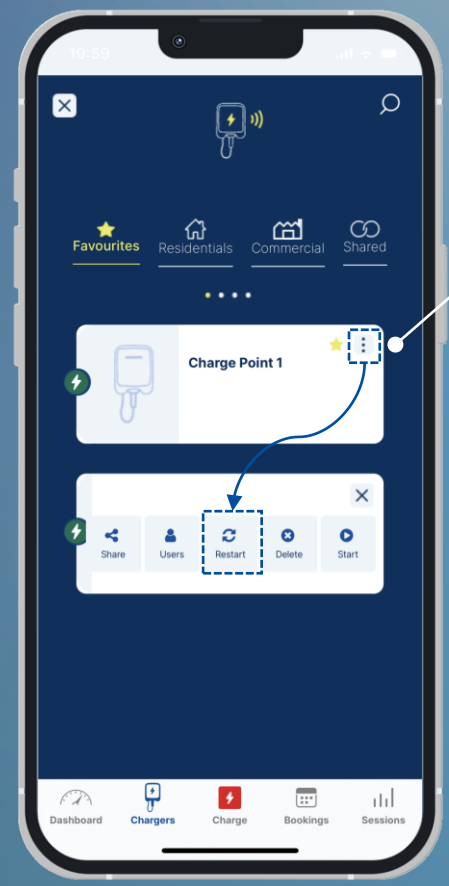 19:59
Favourites
Residentials
Commercial
Shared
Charge Point 1
Share
Users
Restart
Delete
Start
Dashboard
Chargers
Charge
Bookings
Sessions